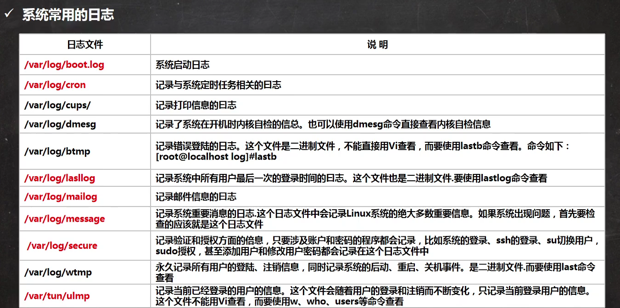 ✓ 系统常用的日志
日志文件 说 明
/var/log/boot.log 系统启动日志
/var/log/cron 记录与系统定时任务相关的日志
/var/log/cups/ 记录打印信息的日志
/var/log/dmesg 记录了系统在开机时内核自检的信总。也可以使用dmesg命令直接查看内核自检信息
/var/log/btmp 记录错误登陆的日志。这个文件是二进制文件，不能直接用Vi查看，而要使用lastb命令查看。命令如下：
[root@localhost log]#lastb
/var/log/lasllog 记录系统中所有用户最后一次的登录时间的日志。这个文件也是二进制文件.要使用lastlog命令查看
/var/log/mailog 记录邮件信息的日志
/var/log/message 记录系统重要消息的日志.这个日志文件中会记录Linux系统的绝大多数重要信息。如果系统出现问题，首先要检
查的应该就是这个日志文件
/var/log/secure 记录验证和授权方面的信息，只要涉及账户和密码的程序都会记录，比如系统的登录、ssh的登录、su切换用户，
sudo授权，甚至添加用户和修改用户密码都会记录在这个日志文件中
/var/log/wtmp 永久记录所有用户的登陆、注销信息，同时记录系统的后动、重启、关机事件。是二进制文件.而要使用last命令
查看
/var/tun/ulmp 记录当前已经登录的用户的信息。这个文件会随着用户的登录和注销而不断变化，只记录当前登录用户的信息。
这个文件不能用Vi查看，而要使用w、who、users等命令查看